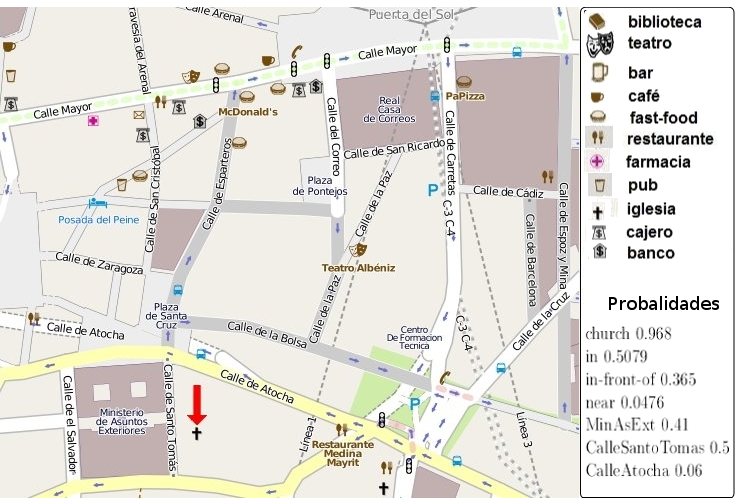 Calle Arenal
Puerta del Sol
Travesia del Arenal
Calle Mayor
Calle Mayor
McDonald's
Real
Casa
de Correos
PaPizza
Calle de San Ricardo
Calle del Correo
Calle de Carretas
Plaza
de Pontejos
Calle de Cádiz
Calle de San Cristóbal
Calle de Esparteros
Calle de la Paz
P
C-3 C-4
Calle de Barcelona
Calle de Espoz y Mina
Posada del Peine
Teatro Albéniz
Calle de Zaragoza
Calle de la Paz
Plaza
de Santa
Cruz
Calle de Atocha
Calle de la Bolsa
Centro
De Formacion
Tecnica
C-3 C-4
Calle de la Cruz
Calle de Atocha
P
Ministerio
de Asuntos
Exteriores
Calle de el Salvador
Calle de Santo Tomás
Línea 1
Línea 3
Restaurante
Medina
Mayrit
biblioteca
teatro
bar
café
fast-food
restaurante
farmacia
pub
iglesia
cajero
banco
Probalidades
church 0.968
in 0.5079
in-front-of 0.365
near 0.0476
MinAsExt 0.41
CalleSantoTomas 0.5
CalleAtocha 0.06